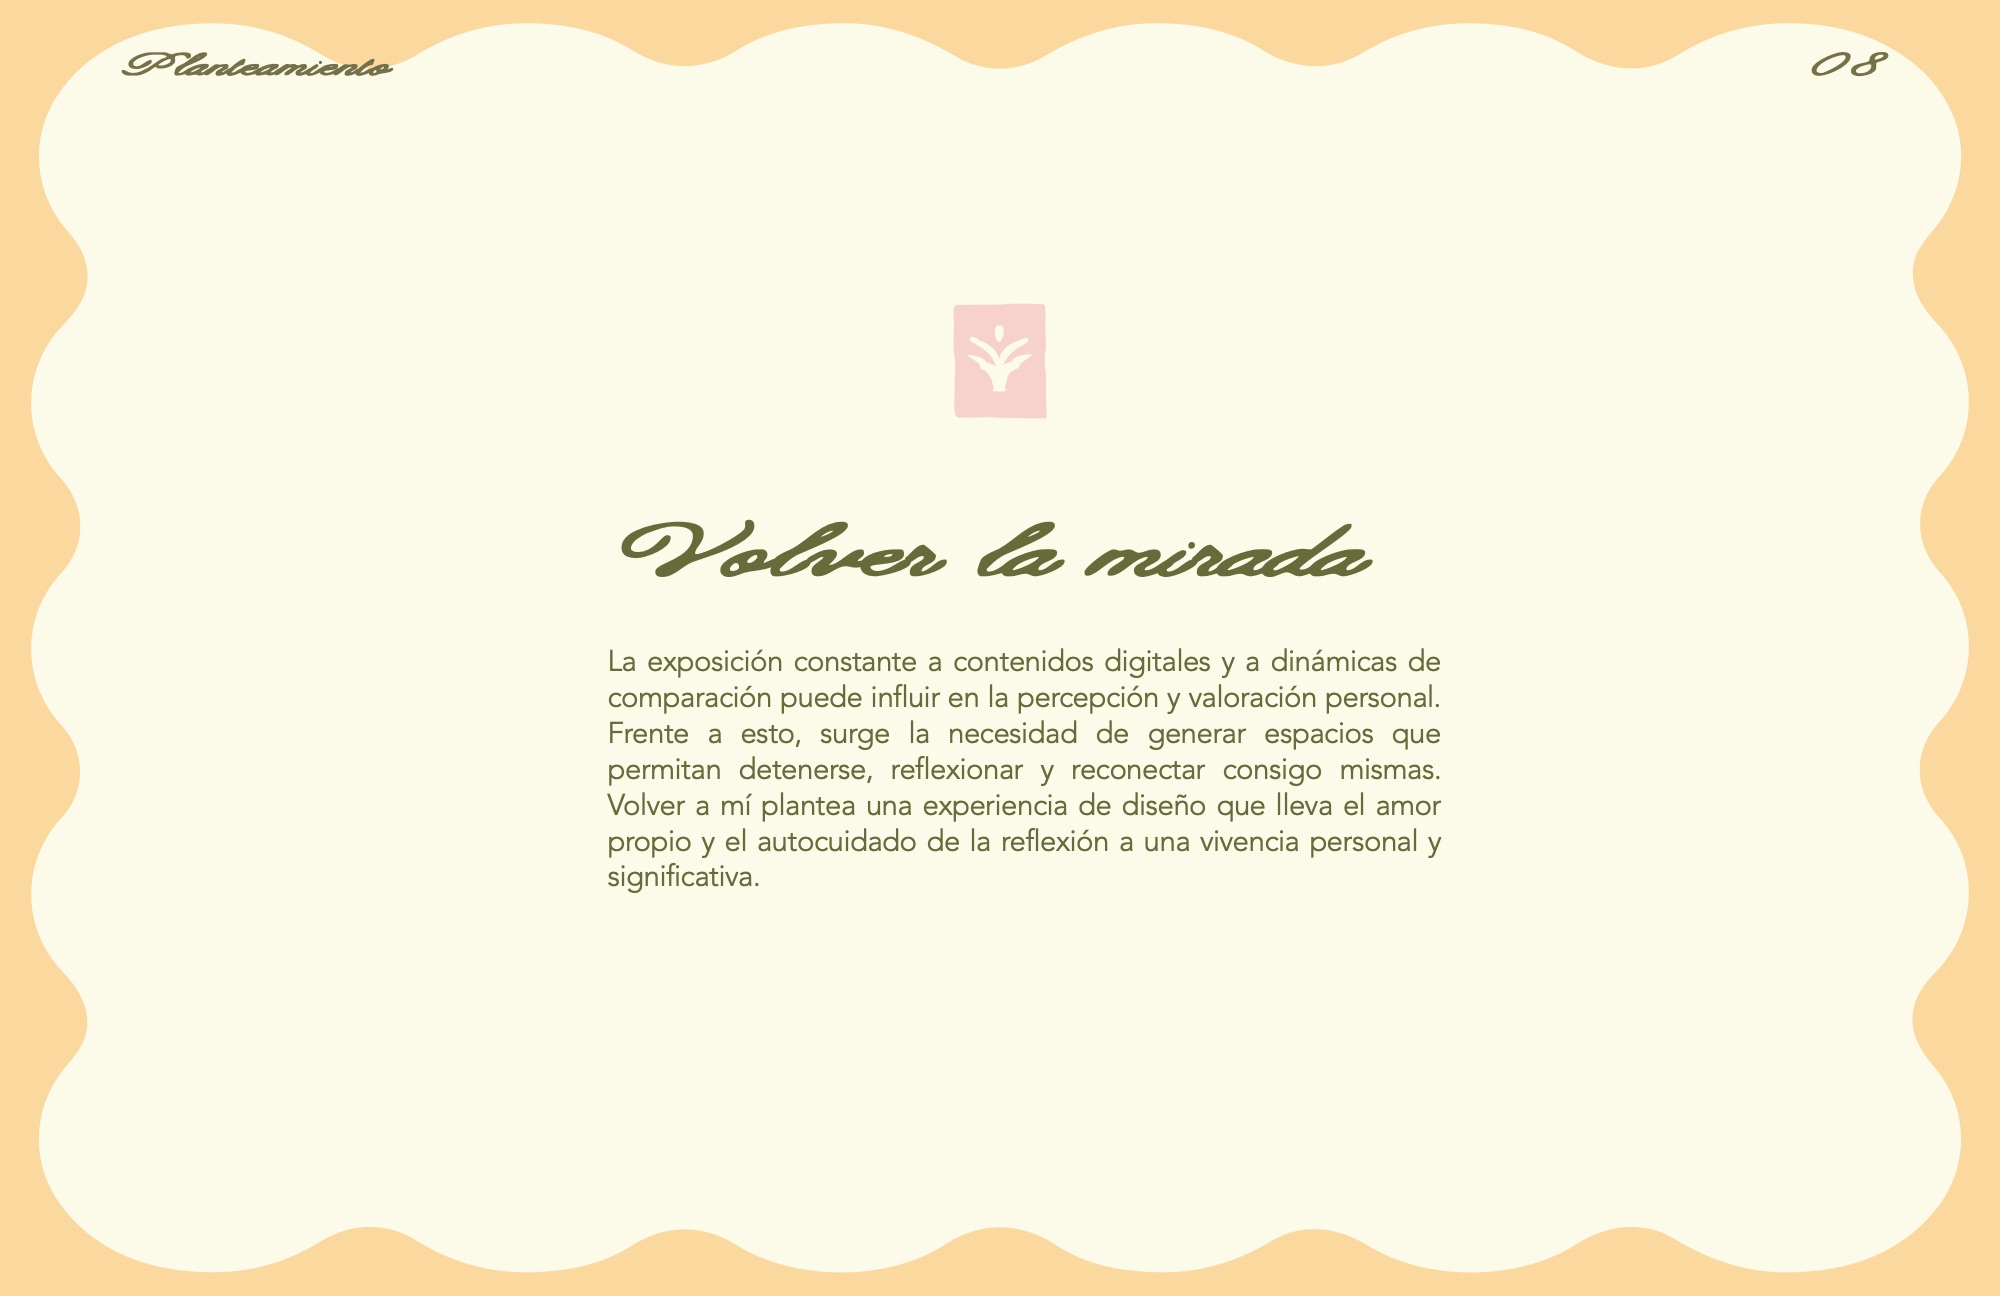 Planteamiento
08
Volver la mirada
La exposición constante a contenidos digitales y a dinámicas de
comparación puede influir en la percepción y valoración personal.
Frente a esto, surge la necesidad de generar espacios que
permitan detenerse, reflexionar y reconectar consigo mismas.
Volver a mí plantea una experiencia de diseño que lleva el amor
propio y el autocuidado de la reflexión a una vivencia personal y
significativa.